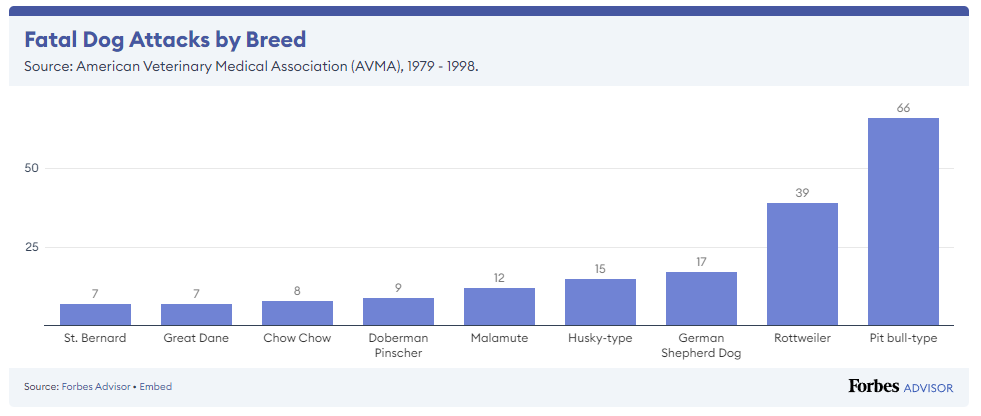 Fatal Dog Attacks by Breed
Source: American Veterinary Medical Association (AVMA), 1979 - 1998.
66
50
39
25
17
15
12
9
8
7
7
St. Bernard
Great Dane
Chow Chow
Doberman
Pinscher
Malamute
Husky-type
German
Shepherd Dog
Rottweiler
Pit bull-type
Source: Forbes Advisor • Embed
Forbes ADVISOR